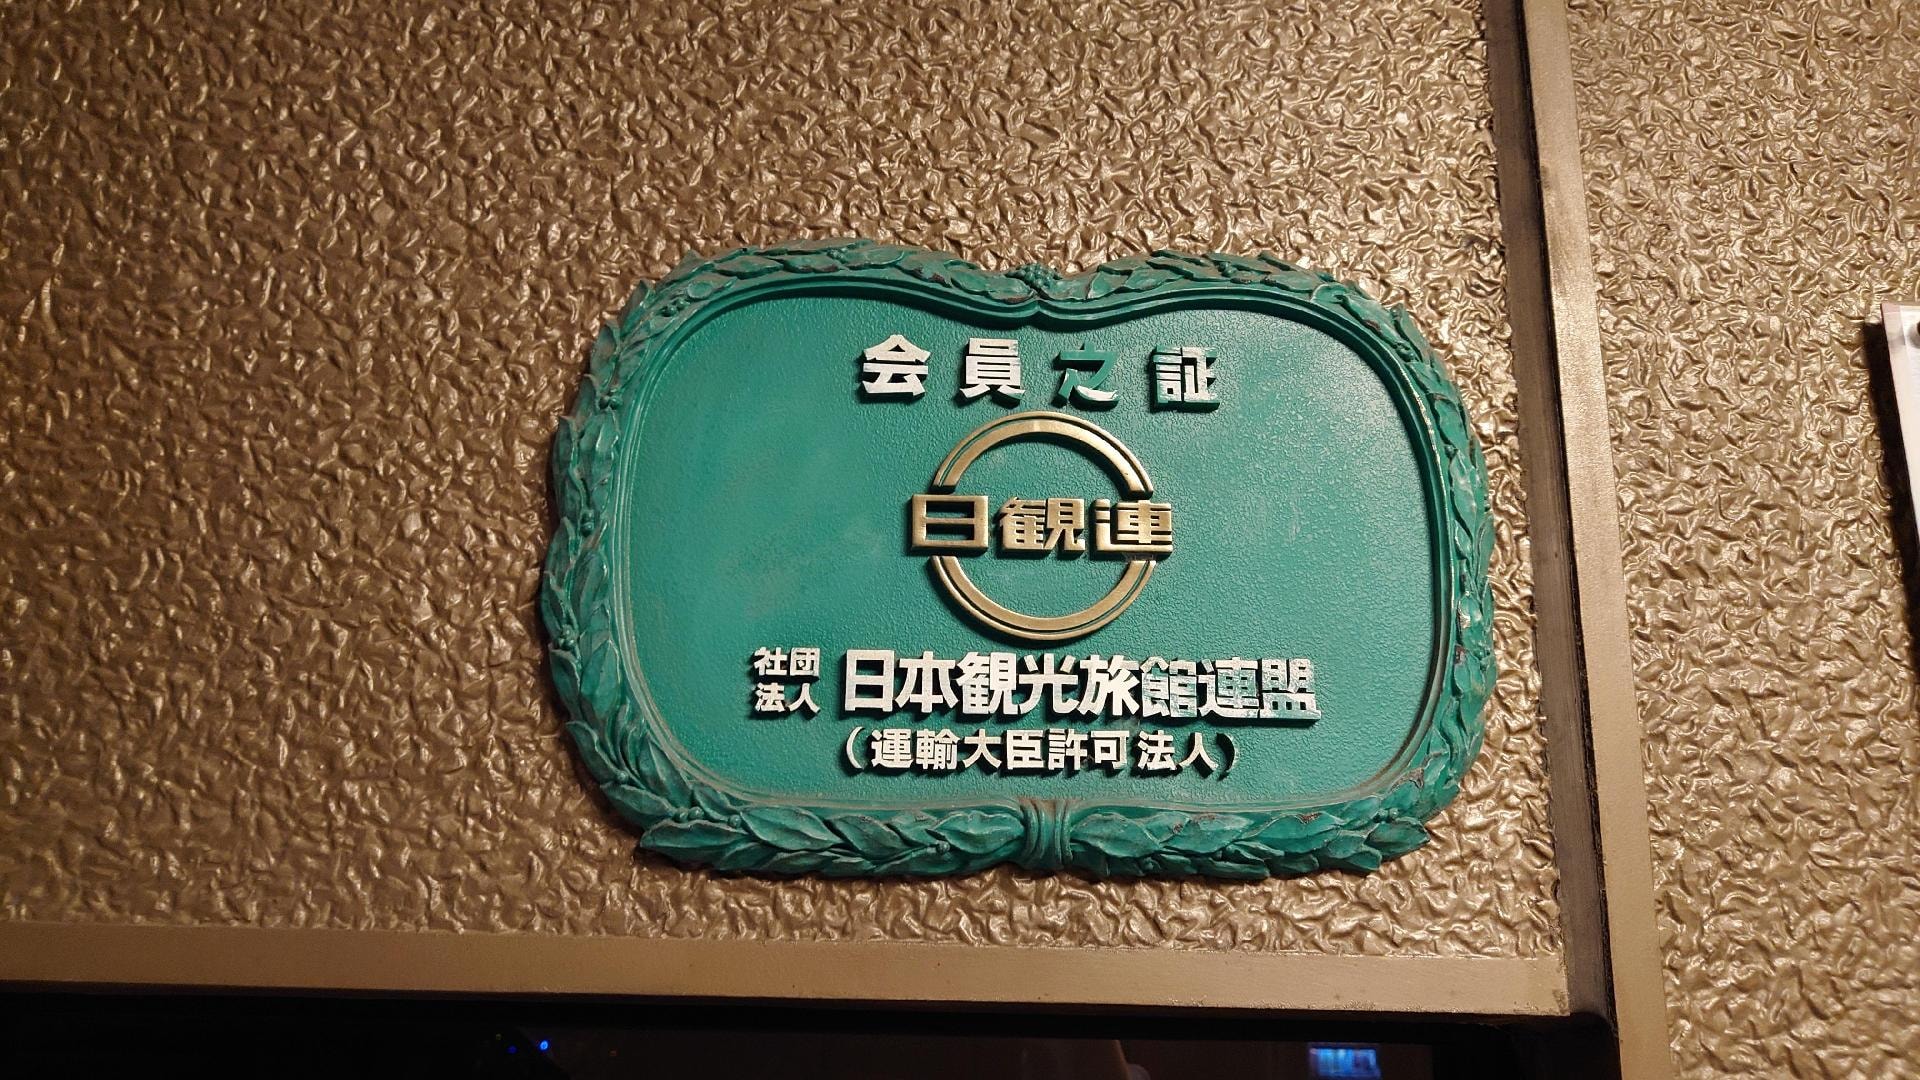 会員之証
日観連
社団法人 日本観光旅館連盟
(運輸大臣許可法人)